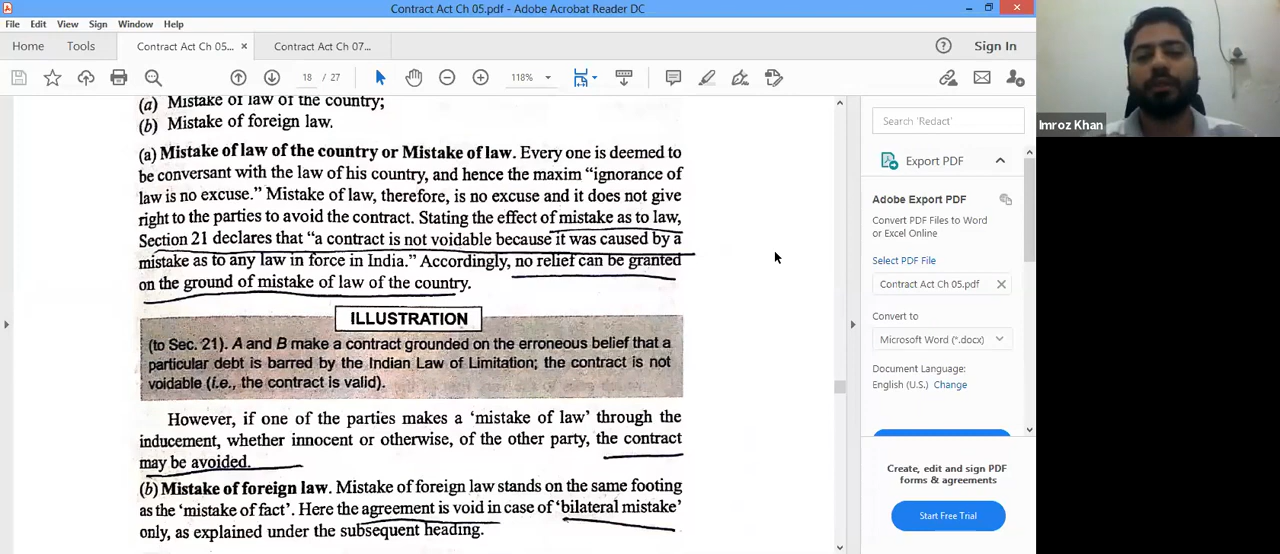 Contract Act Ch 05.pdf - Adobe Acrobat Reader DC
File Edit View Sign Window Help
Home Tools Contract Act Ch 05... × Contract Act Ch 07... Sign In
18 / 27 118%
(a) Mistake of law of the country;
(b) Mistake of foreign law.
(a) Mistake of law of the country or Mistake of law. Every one is deemed to
be conversant with the law of his country, and hence the maxim “ignorance of
law is no excuse.” Mistake of law, therefore, is no excuse and it does not give
right to the parties to avoid the contract. Stating the effect of mistake as to law,
Section 21 declares that “a contract is not voidable because it was caused by a
mistake as to any law in force in India.” Accordingly, no relief can be granted
on the ground of mistake of law of the country.
ILLUSTRATION
(to Sec. 21). A and B make a contract grounded on the erroneous belief that a
particular debt is barred by the Indian Law of Limitation; the contract is not
voidable (i.e., the contract is valid).
However, if one of the parties makes a ‘mistake of law’ through the
inducement, whether innocent or otherwise, of the other party, the contract
may be avoided.
(b) Mistake of foreign law. Mistake of foreign law stands on the same footing
as the ‘mistake of fact’. Here the agreement is void in case of ‘bilateral mistake’
only, as explained under the subsequent heading.
Search 'Redact'
Export PDF
Adobe Export PDF
Convert PDF Files to Word
or Excel Online
Select PDF File
Contract Act Ch 05.pdf
Convert to
Microsoft Word (*.docx)
Document Language:
English (U.S.) Change
Create, edit and sign PDF
forms & agreements
Start Free Trial
Imroz Khan